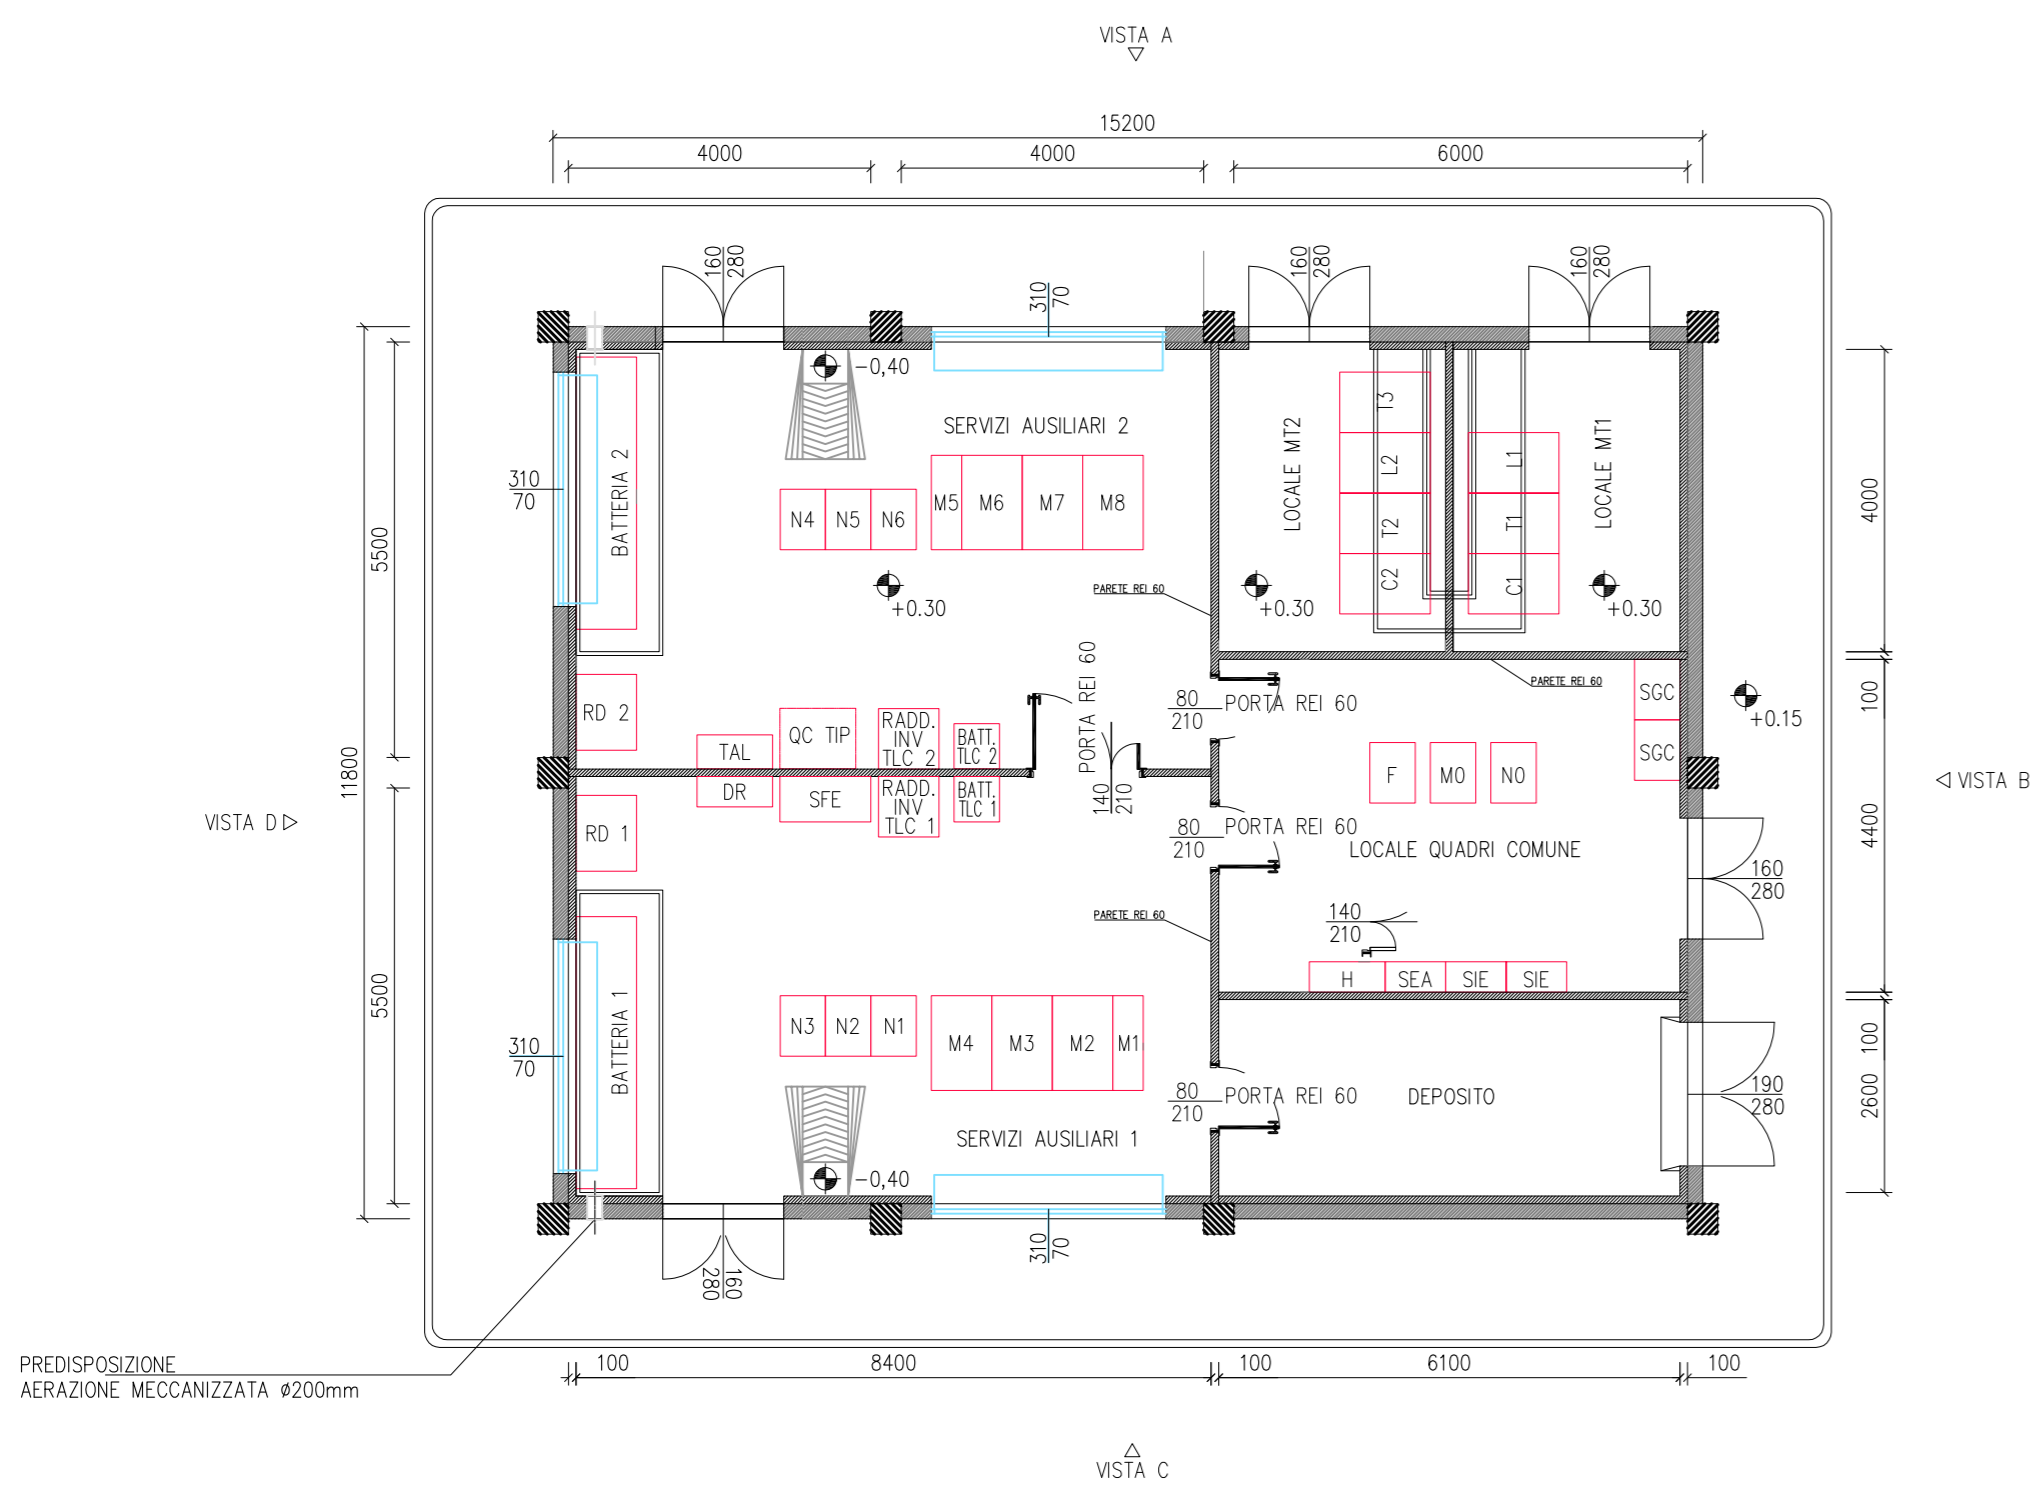 VISTA A
15200
4000
4000
6000
160
280
310
70
160
280
160
280
-0,40
SERVIZI AUSILIARI 2
BATTERIA 2
310
70
N4
N5
N6
M5
M6
M7
M8
LOCALE MT2
T3
L2
T2
C2
L1
T1
C1
LOCALE MT1
4000
5500
+0.30
PARETE REI 60
+0.30
+0.30
RD 2
TAL
QC TIP
RADD.
INV
TLC 2
BATT.
TLC 2
PORTA REI 60
80
210
PORTA REI 60
PARETE REI 60
SGC
SGC
100
+0.15
11800
F
M0
N0
VISTA B
DR
SFE
RADD.
INV
TLC 1
BATT.
TLC 1
140
210
VISTA D
RD 1
80
210
PORTA REI 60
LOCALE QUADRI COMUNE
4400
160
280
PARETE REI 60
140
210
5500
H
SEA
SIE
SIE
BATTERIA 1
310
70
N3
N2
N1
M4
M3
M2
M1
100
80
210
PORTA REI 60
DEPOSITO
190
280
2600
SERVIZI AUSILIARI 1
-0,40
280
160
310
70
PREDISPOSIZIONE
AERAZIONE MECCANIZZATA ø200mm
100
8400
100
6100
100
VISTA C